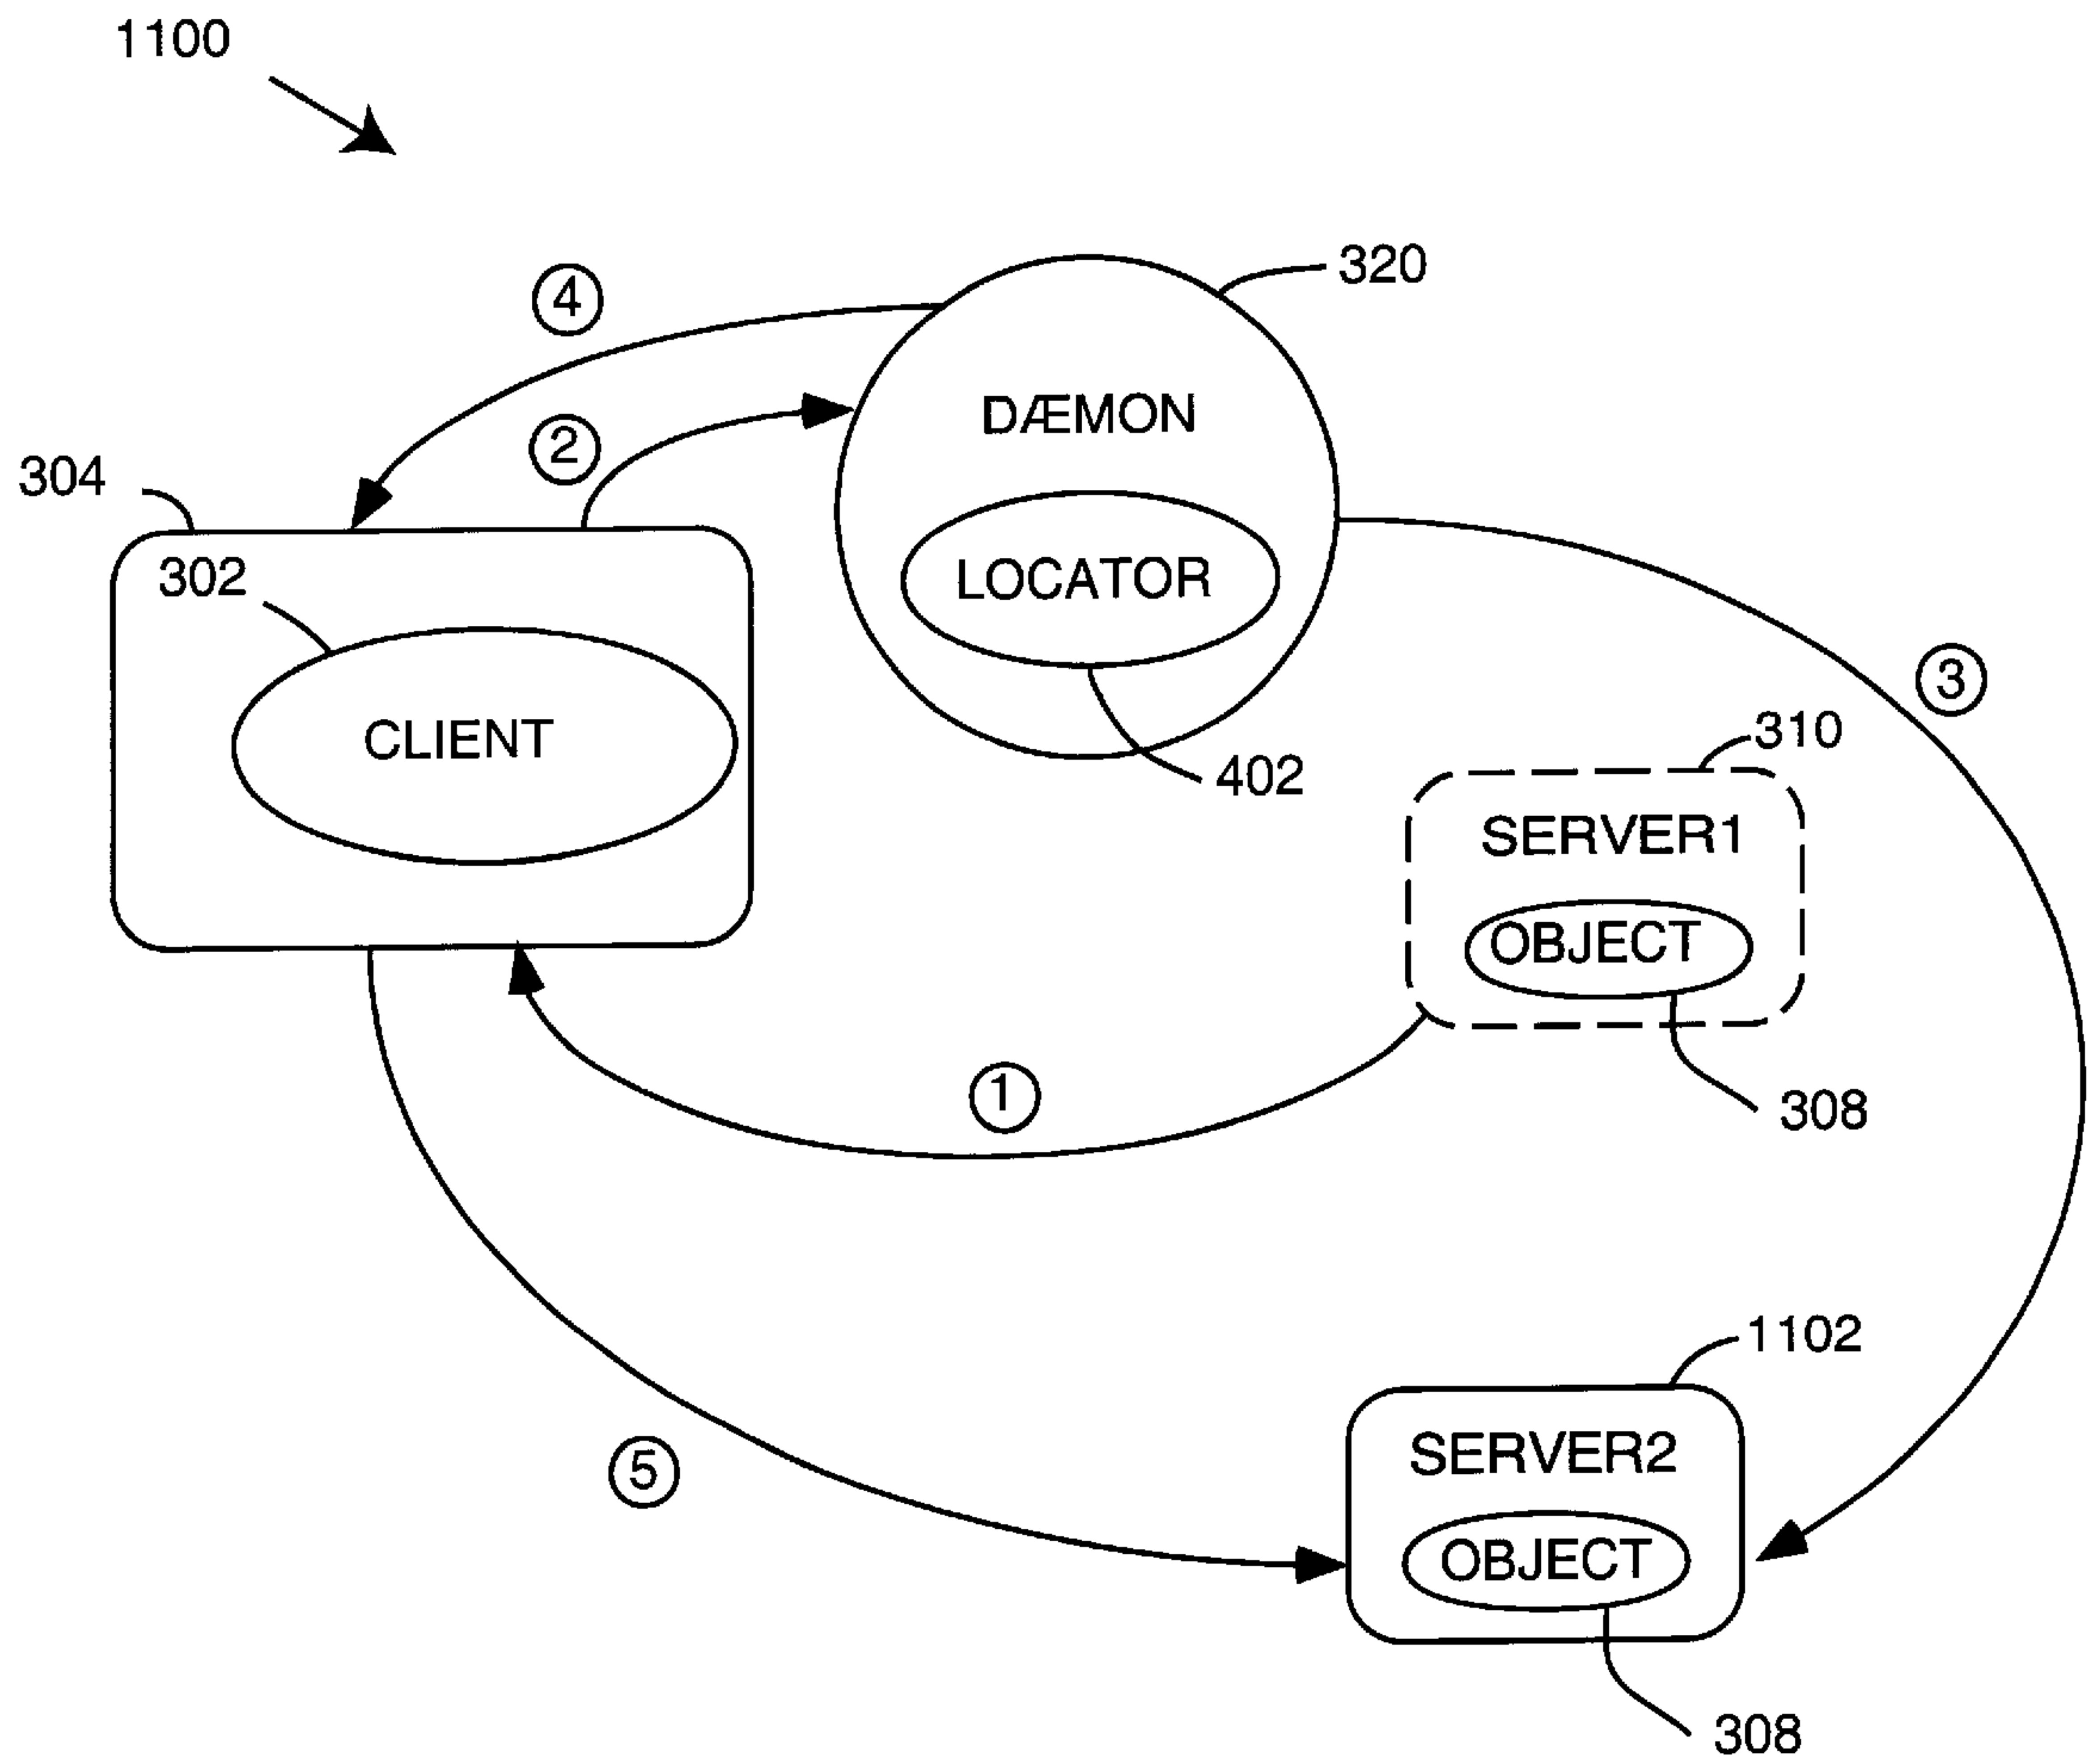 1100
320
4
DÆMON
2
304
302
LOCATOR
3
310
CLIENT
402
SERVER1
OBJECT
1
308
1102
SERVER2
5
OBJECT
308